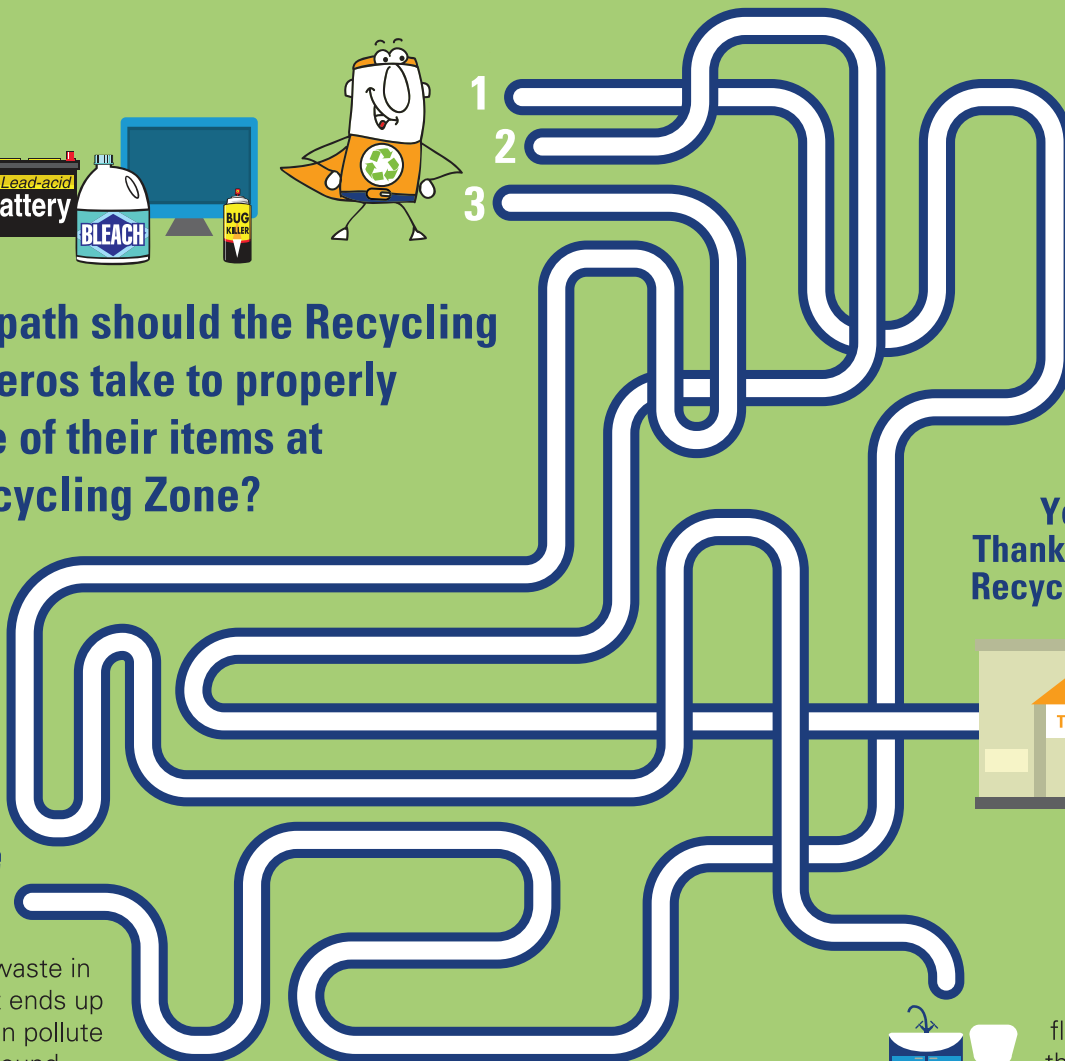 1
2
3
Lead-acid
attery
BLEACH
BUG
KILLER
path should the Recycling
eros take to properly
e of their items at
cycling Zone?
Thank
Recyc
waste in
ends up
n pollute